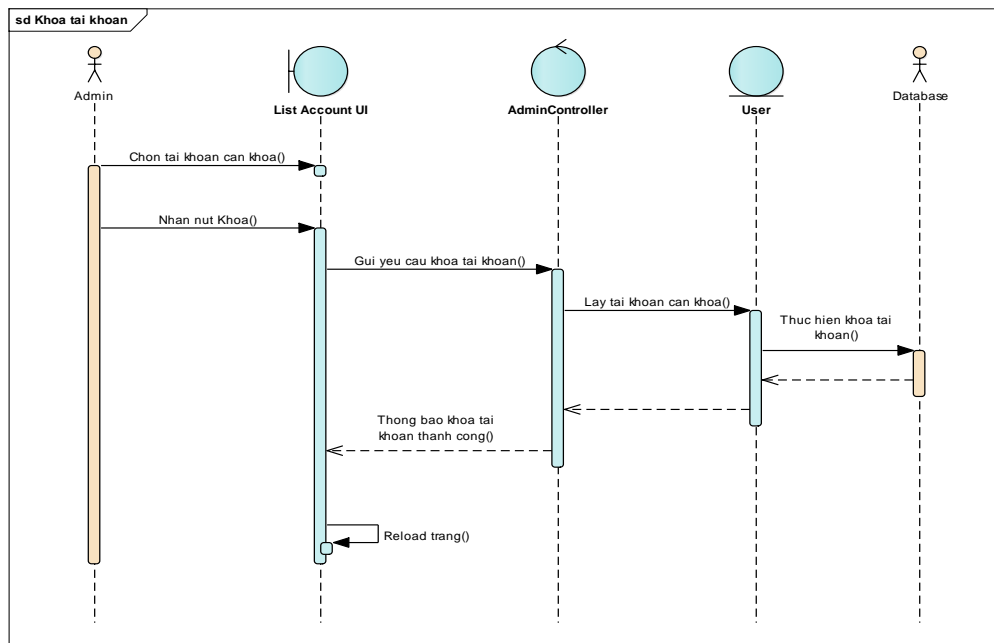 sd Khoa tai khoan
Admin
List Account UI
AdminController
User
Database
Chon tai khoan can khoa()
Nhan nut Khoa()
Gui yeu cau khoa tai khoan()
Lay tai khoan can khoa()
Thuc hien khoa tai
khoan()
Thong bao khoa tai
khoan thanh cong()
Reload trang()